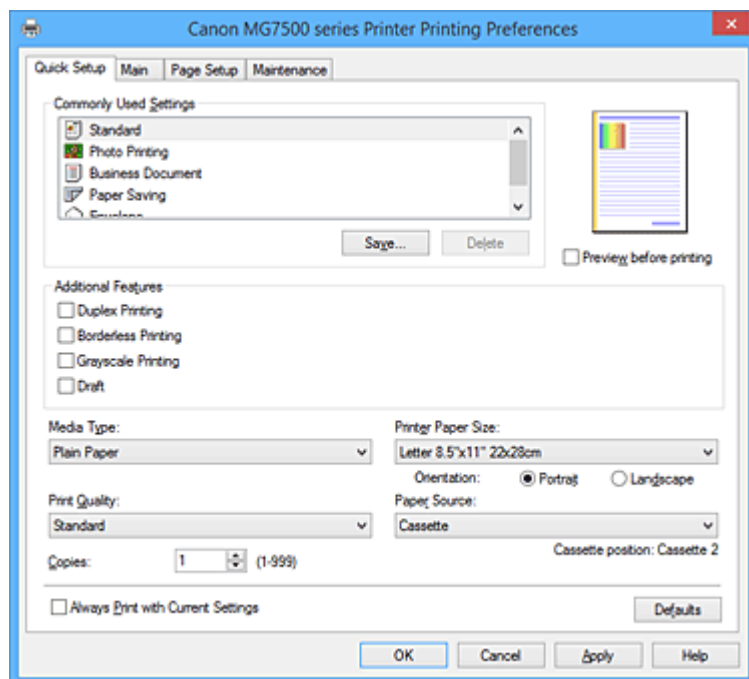 Canon MG7500 series Printer Printing Preferences
Quick Setup Main Page Setup Maintenance
Commonly Used Settings
Standard
Photo Printing
Business Document
Paper Saving
Envelope
Save... Delete
Preview before printing
Additional Features
Duplex Printing
Borderless Printing
Grayscale Printing
Draft
Media Type:
Plain Paper
Printer Paper Size:
Letter 8.5"x11" 22x28cm
Orientation: Portrait Landscape
Print Quality:
Standard
Paper Source:
Cassette
Cassette position: Cassette 2
Copies: 1 (1-999)
Always Print with Current Settings
Defaults
OK Cancel Apply Help